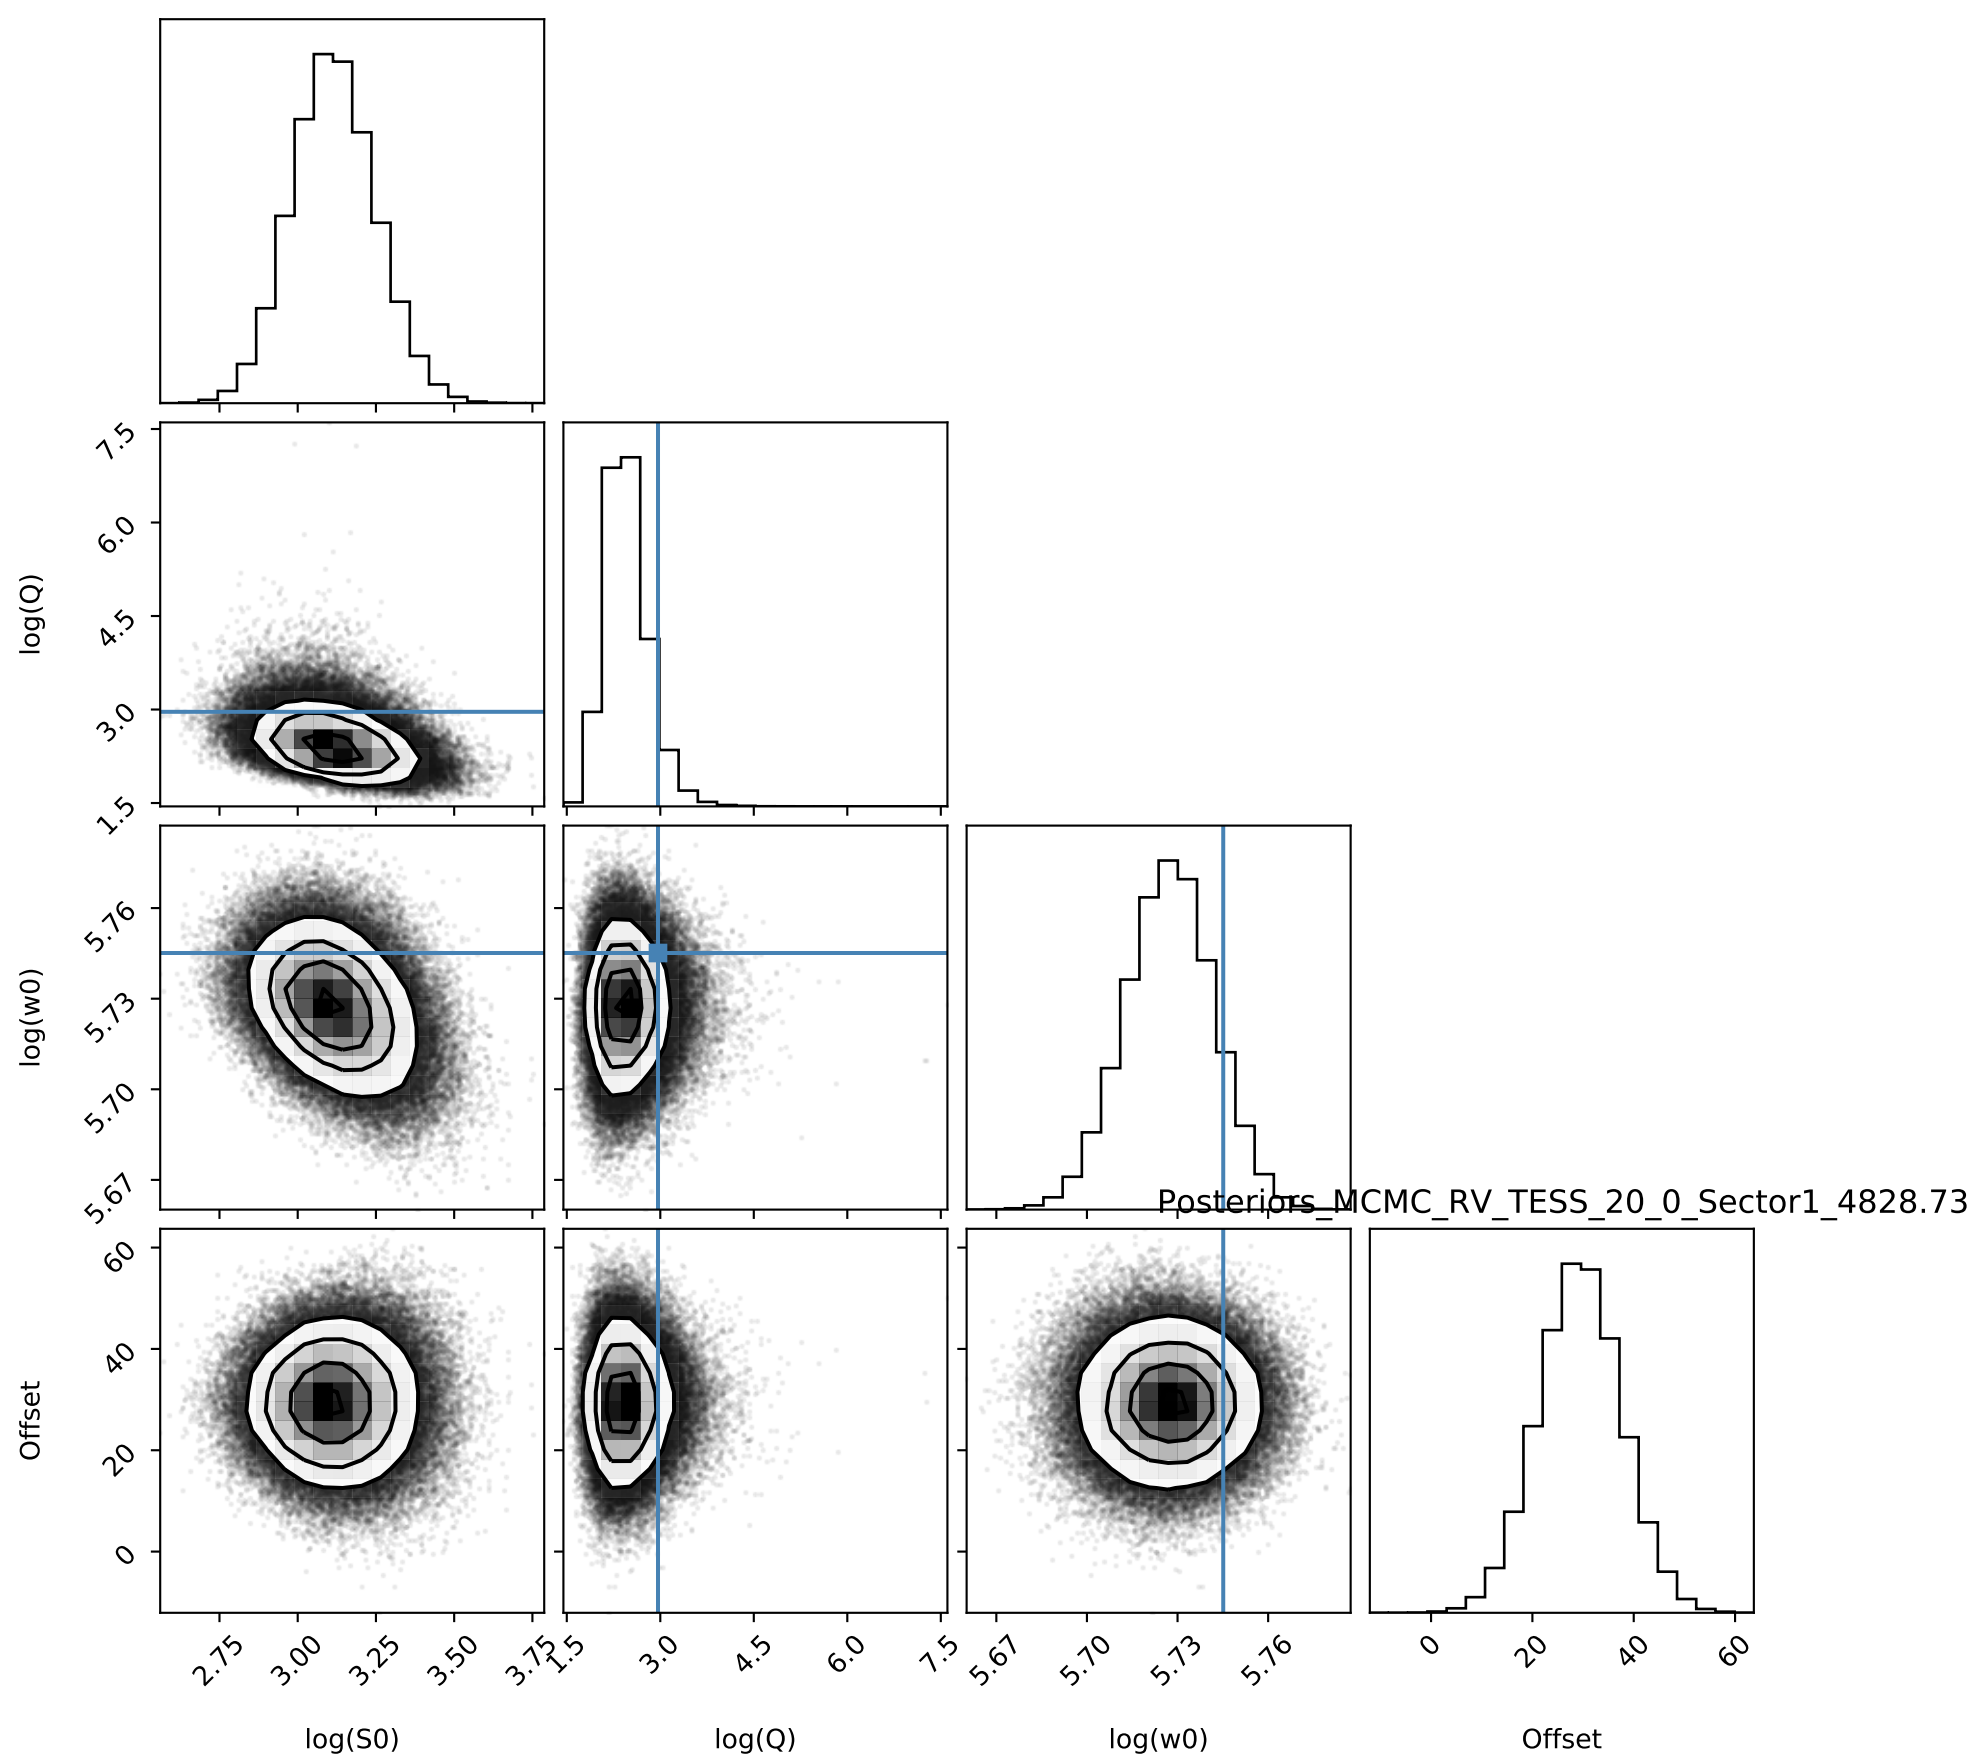 7.5
6.0
4.5
3.0
1.5
log(Q)
5.76
5.73
5.70
5.67
log(w0)
Posteriors_MCMC_RV_TESS_20_0_Sector1_4828.73
60
40
20
0
Offset
2.75 3.00 3.25 3.50 3.75 1.5 3.0 4.5 6.0 7.5 5.67 5.70 5.73 5.76 0 20 40 60
log(S0) log(Q) log(w0) Offset